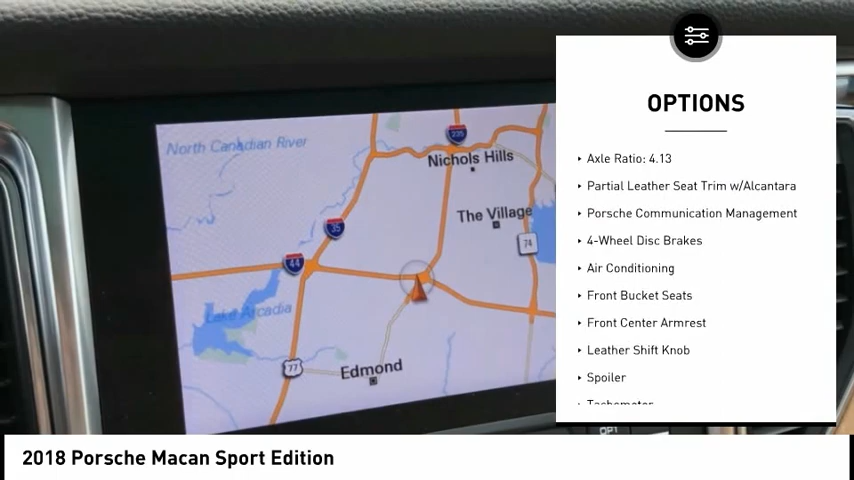 OPTIONS
Axle Ratio: 4.13
Partial Leather Seat Trim w/Alcantara
Porsche Communication Management
4-Wheel Disc Brakes
Air Conditioning
Front Bucket Seats
Front Center Armrest
Leather Shift Knob
Spoiler
Tachometer
North Canadian River
235
Nichols Hills
The Village
35
74
44
Lake Arcadia
77
Edmond
OPT
2018 Porsche Macan Sport Edition